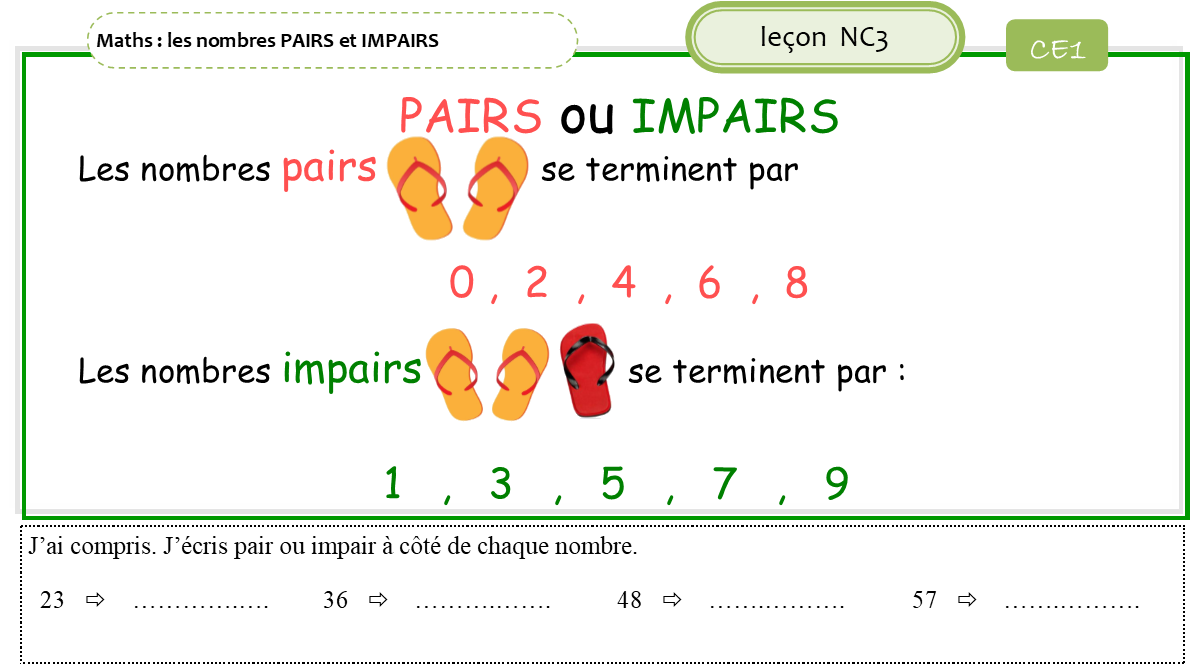 Maths : les nombres PAIRS et IMPAIRS
leçon NC3
CE1
PAIRS ou IMPAIRS
Les nombres pairs se terminent par
0 , 2 , 4 , 6 , 8
Les nombres impairs se terminent par :
1 , 3 , 5 , 7 , 9
J’ai compris. J’écris pair ou impair à côté de chaque nombre.
23 ⇨ ………….…. 36 ⇨ ……….……. 48 ⇨ …….………. 57 ⇨ …….……….